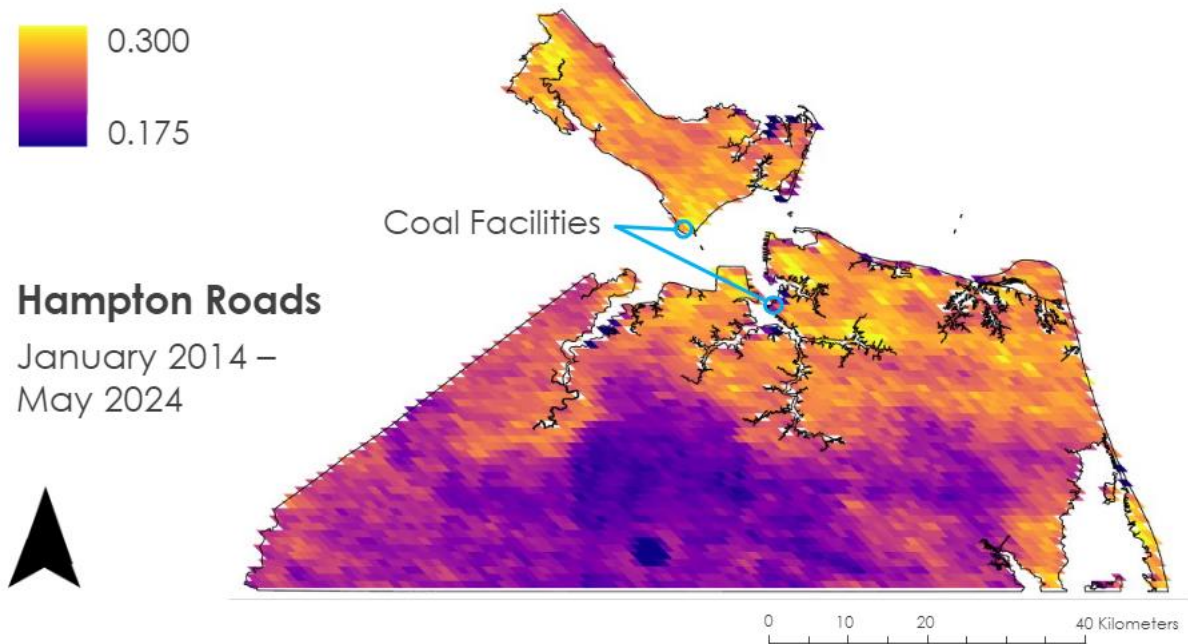 0.300
0.175
Coal Facilities
Hampton Roads
January 2014 –
May 2024
0 10 20 40 Kilometers